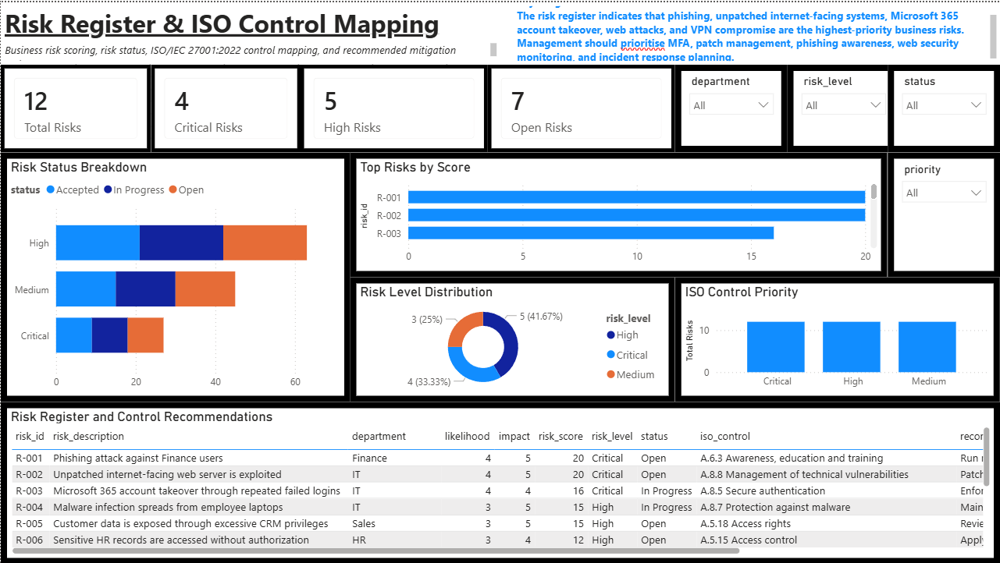 Risk Register & ISO Control Mapping
Business risk scoring, risk status, ISO/IEC 27001:2022 control mapping, and recommended mitigation
The risk register indicates that phishing, unpatched internet-facing systems, Microsoft 365
account takeover, web attacks, and VPN compromise are the highest-priority business risks.
Management should prioritise MFA, patch management, phishing awareness, web security
monitoring, and incident response planning.
12
Total Risks
4
Critical Risks
5
High Risks
7
Open Risks
department
All
risk_level
All
status
All
priority
All
Risk Status Breakdown
status Accepted In Progress Open
High
Medium
Critical
0 20 40 60
Top Risks by Score
risk_id
R-001
R-002
R-003
0 5 10 15 20
Risk Level Distribution
3 (25%)
5 (41.67%)
4 (33.33%)
risk_level
High
Critical
Medium
ISO Control Priority
Total Risks
10
0
Critical High Medium
Risk Register and Control Recommendations
risk_id risk_description department likelihood impact risk_score risk_level status iso_control recor
R-001 Phishing attack against Finance users Finance 4 5 20 Critical Open A.6.3 Awareness, education and training Run
R-002 Unpatched internet-facing web server is exploited IT 4 5 20 Critical Open A.8.8 Management of technical vulnerabilities Patch
R-003 Microsoft 365 account takeover through repeated failed logins IT 4 4 16 Critical In Progress A.8.5 Secure authentication Enfor
R-004 Malware infection spreads from employee laptops IT 3 5 15 High In Progress A.8.7 Protection against malware Main
R-005 Customer data is exposed through excessive CRM privileges Sales 3 5 15 High Open A.5.18 Access rights Revie
R-006 Sensitive HR records are accessed without authorization HR 3 4 12 High Open A.5.15 Access control Apply